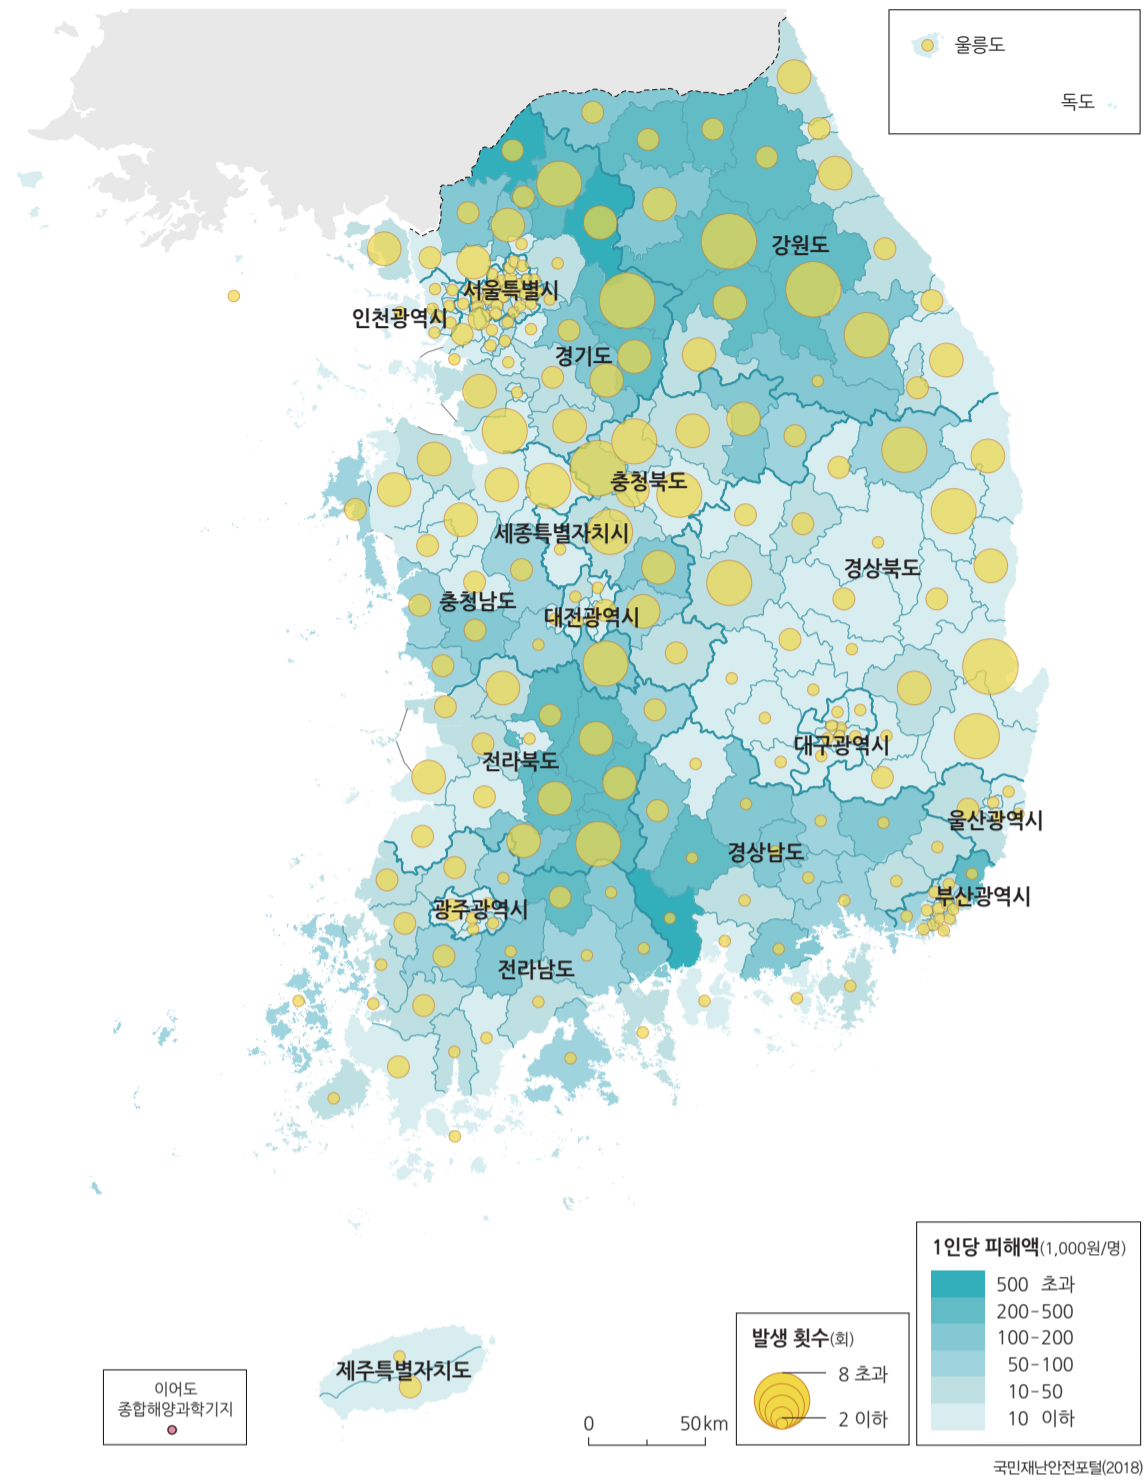 울릉도
독도
강원도
서울특별시
인천광역시
경기도
충청북도
세종특별자치시
경상북도
충청남도
대전광역시
대구광역시
전라북도
울산광역시
경상남도
부산광역시
광주광역시
전라남도
제주특별자치도
이어도
종합해양과학기지
0 50km
발생 횟수(회)
8 초과
2 이하
1인당 피해액(1,000원/명)
500 초과
200-500
100-200
50-100
10-50
10 이하
국민재난안전포털(2018)